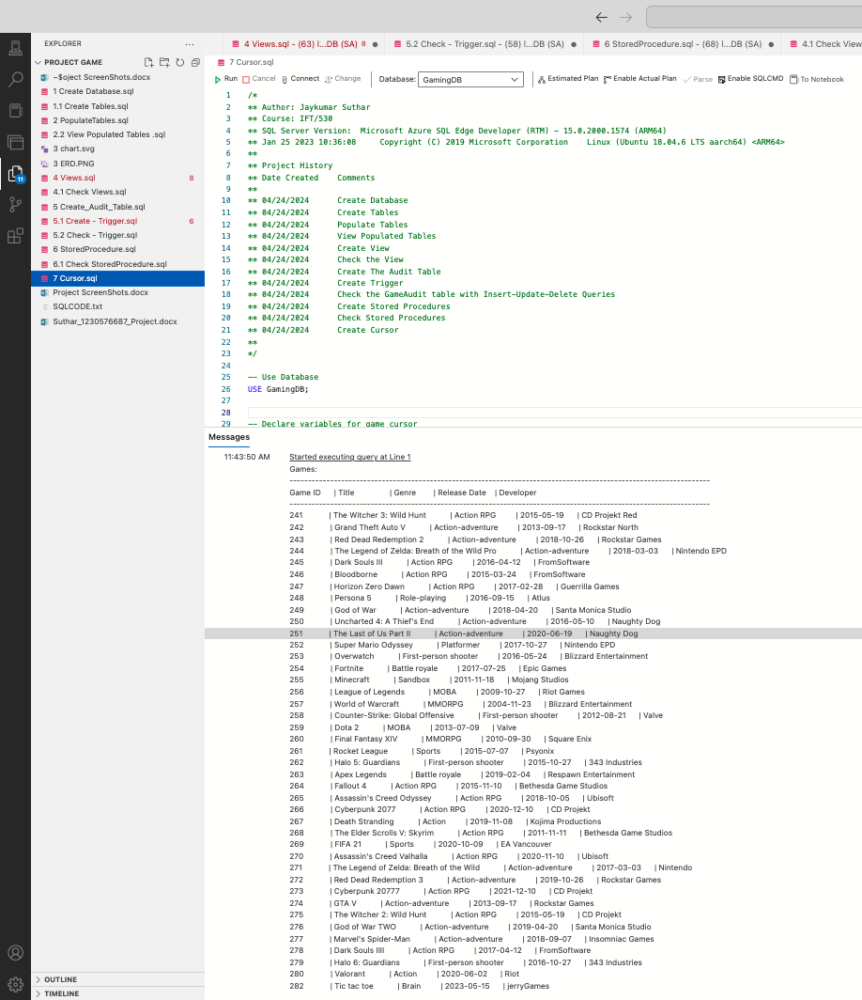 EXPLORER
...
PROJECT GAME
~$oject ScreenShots.docx
1 Create Database.sql
1.1 Create Tables.sql
2 PopulateTables.sql
2.2 View Populated Tables .sql
3 chart.svg
3 ERD.PNG
4 Views.sql 8
4.1 Check Views.sql
5 Create_Audit_Table.sql
5.1 Create - Trigger.sql 6
5.2 Check - Trigger.sql
6 StoredProcedure.sql
6.1 Check StoredProcedure.sql
7 Cursor.sql
Project ScreenShots.docx
SQLCODE.txt
Suthar_1230576687_Project.docx
11
OUTLINE
TIMELINE
4 Views.sql - (63) l...DB (SA) 8
5.2 Check - Trigger.sql - (58) l...DB (SA)
6 StoredProcedure.sql - (68) l...DB (SA)
4.1 Check View
7 Cursor.sql
Run Cancel Connect Change Database: GamingDB Estimated Plan Enable Actual Plan Parse Enable SQLCMD To Notebook
1 /*
2 ** Author: Jaykumar Suthar
3 ** Course: IFT/530
4 ** SQL Server Version: Microsoft Azure SQL Edge Developer (RTM) - 15.0.2000.1574 (ARM64)
5 ** Jan 25 2023 10:36:08 Copyright (C) 2019 Microsoft Corporation Linux (Ubuntu 18.04.6 LTS aarch64) <ARM64>
6 **
7 ** Project History
8 ** Date Created Comments
9 **
10 ** 04/24/2024 Create Database
11 ** 04/24/2024 Create Tables
12 ** 04/24/2024 Populate Tables
13 ** 04/24/2024 View Populated Tables
14 ** 04/24/2024 Create View
15 ** 04/24/2024 Check the View
16 ** 04/24/2024 Create The Audit Table
17 ** 04/24/2024 Create Trigger
18 ** 04/24/2024 Check the GameAudit table with Insert-Update-Delete Queries
19 ** 04/24/2024 Create Stored Procedures
20 ** 04/24/2024 Check Stored Procedures
21 ** 04/24/2024 Create Cursor
22 **
23 */
24
25 -- Use Database
26 USE GamingDB;
27
28
29 -- Declare variables for game cursor
Messages
11:43:50 AM Started executing query at Line 1
Games:
Game ID | Title | Genre | Release Date | Developer
241 | The Witcher 3: Wild Hunt | Action RPG | 2015-05-19 | CD Projekt Red
242 | Grand Theft Auto V | Action-adventure | 2013-09-17 | Rockstar North
243 | Red Dead Redemption 2 | Action-adventure | 2018-10-26 | Rockstar Games
244 | The Legend of Zelda: Breath of the Wild Pro | Action-adventure | 2018-03-03 | Nintendo EPD
245 | Dark Souls III | Action RPG | 2016-04-12 | FromSoftware
246 | Bloodborne | Action RPG | 2015-03-24 | FromSoftware
247 | Horizon Zero Dawn | Action RPG | 2017-02-28 | Guerrilla Games
248 | Persona 5 | Role-playing | 2016-09-15 | Atlus
249 | God of War | Action-adventure | 2018-04-20 | Santa Monica Studio
250 | Uncharted 4: A Thief's End | Action-adventure | 2016-05-10 | Naughty Dog
251 | The Last of Us Part II | Action-adventure | 2020-06-19 | Naughty Dog
252 | Super Mario Odyssey | Platformer | 2017-10-27 | Nintendo EPD
253 | Overwatch | First-person shooter | 2016-05-24 | Blizzard Entertainment
254 | Fortnite | Battle royale | 2017-07-25 | Epic Games
255 | Minecraft | Sandbox | 2011-11-18 | Mojang Studios
256 | League of Legends | MOBA | 2009-10-27 | Riot Games
257 | World of Warcraft | MMORPG | 2004-11-23 | Blizzard Entertainment
258 | Counter-Strike: Global Offensive | First-person shooter | 2012-08-21 | Valve
259 | Dota 2 | MOBA | 2013-07-09 | Valve
260 | Final Fantasy XIV | MMORPG | 2010-09-30 | Square Enix
261 | Rocket League | Sports | 2015-07-07 | Psyonix
262 | Halo 5: Guardians | First-person shooter | 2015-10-27 | 343 Industries
263 | Apex Legends | Battle royale | 2019-02-04 | Respawn Entertainment
264 | Fallout 4 | Action RPG | 2015-11-10 | Bethesda Game Studios
265 | Assassin's Creed Odyssey | Action RPG | 2018-10-05 | Ubisoft
266 | Cyberpunk 2077 | Action RPG | 2020-12-10 | CD Projekt
267 | Death Stranding | Action | 2019-11-08 | Kojima Productions
268 | The Elder Scrolls V: Skyrim | Action RPG | 2011-11-11 | Bethesda Game Studios
269 | FIFA 21 | Sports | 2020-10-09 | EA Vancouver
270 | Assassin's Creed Valhalla | Action RPG | 2020-11-10 | Ubisoft
271 | The Legend of Zelda: Breath of the Wild | Action-adventure | 2017-03-03 | Nintendo
272 | Red Dead Redemption 3 | Action-adventure | 2019-10-26 | Rockstar Games
273 | Cyberpunk 20777 | Action RPG | 2021-12-10 | CD Projekt
274 | GTA V | Action-adventure | 2013-09-17 | Rockstar Games
275 | The Witcher 2: Wild Hunt | Action RPG | 2015-05-19 | CD Projekt
276 | God of War TWO | Action-adventure | 2019-04-20 | Santa Monica Studio
277 | Marvel's Spider-Man | Action-adventure | 2018-09-07 | Insomniac Games
278 | Dark Souls IIII | Action RPG | 2017-04-12 | FromSoftware
279 | Halo 6: Guardians | First-person shooter | 2016-10-27 | 343 Industries
280 | Valorant | Action | 2020-06-02 | Riot
282 | Tic tac toe | Brain | 2023-05-15 | jerryGames